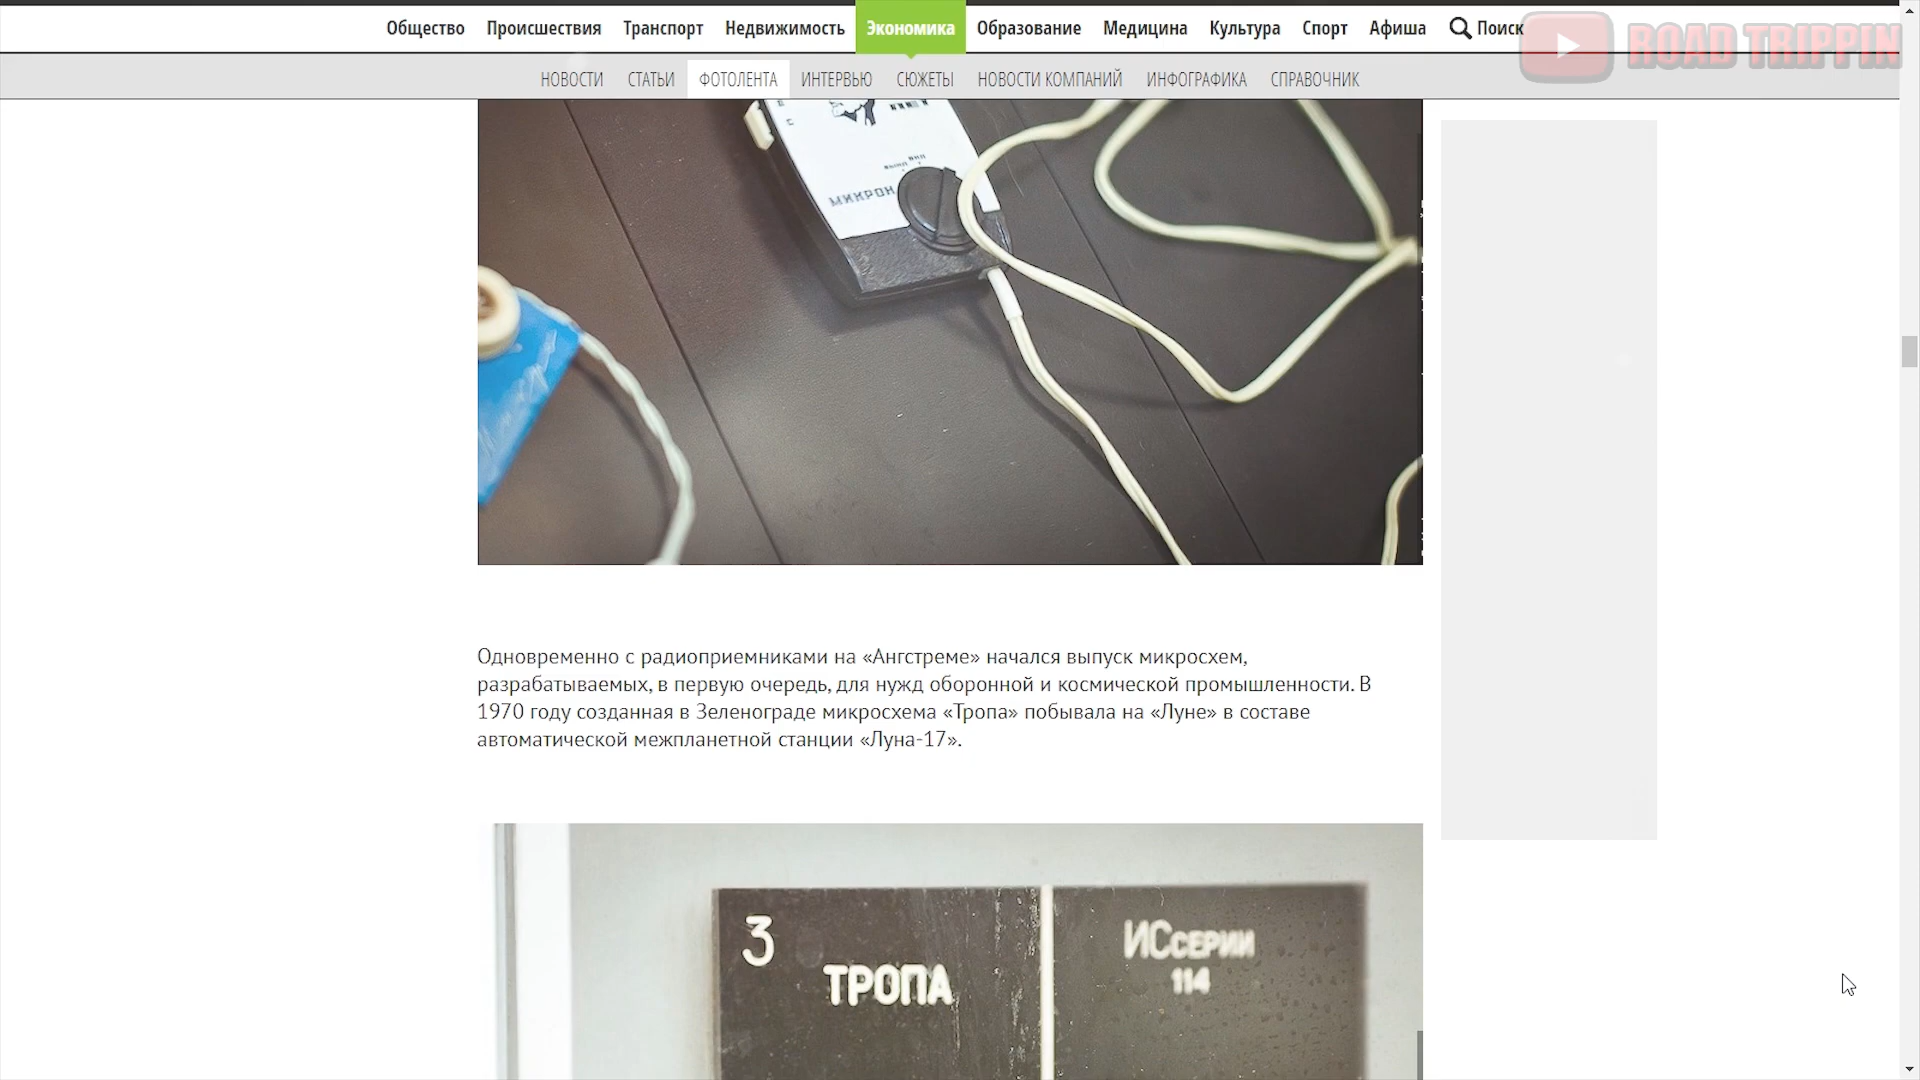 Общество Происшествия Транспорт Недвижимость Экономика Образование Медицина Культура Спорт Афиша Поиск
ROAD TRIPPIN
НОВОСТИ СТАТЬИ ФОТОЛЕНТА ИНТЕРВЬЮ СЮЖЕТЫ НОВОСТИ КОМПАНИЙ ИНФОГРАФИКА СПРАВОЧНИК
МИКРОН
Одновременно с радиоприемниками на «Ангстреме» начался выпуск микросхем,
разрабатываемых, в первую очередь, для нужд оборонной и космической промышленности. В
1970 году созданная в Зеленограде микросхема «Тропа» побывала на «Луне» в составе
автоматической межпланетной станции «Луна-17».
3
ТРОПА
ИС СЕРИИ
114